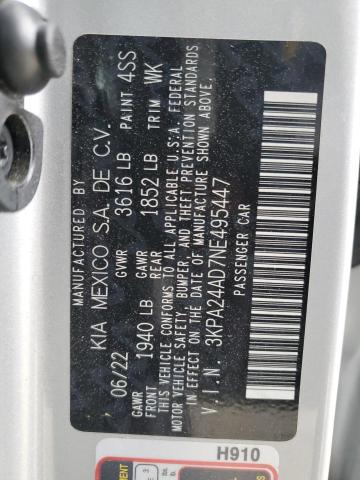 MANUFACTURED BY
KIA MEXICO S.A. DE C.V.
06/22 GVWR 3616 LB PAINT 4SS
GAWR FRONT 1940 LB GAWR REAR 1852 LB TRIM WK
THIS VEHICLE CONFORMS TO ALL APPLICABLE U.S.A. FEDERAL
MOTOR VEHICLE SAFETY, BUMPER, AND THEFT PREVENTION STANDARDS
IN EFFECT ON THE DATE OF MANUFACTURE SHOWN ABOVE.
V.I.N. 3KPA24AD7NE495447
PASSENGER CAR
H910